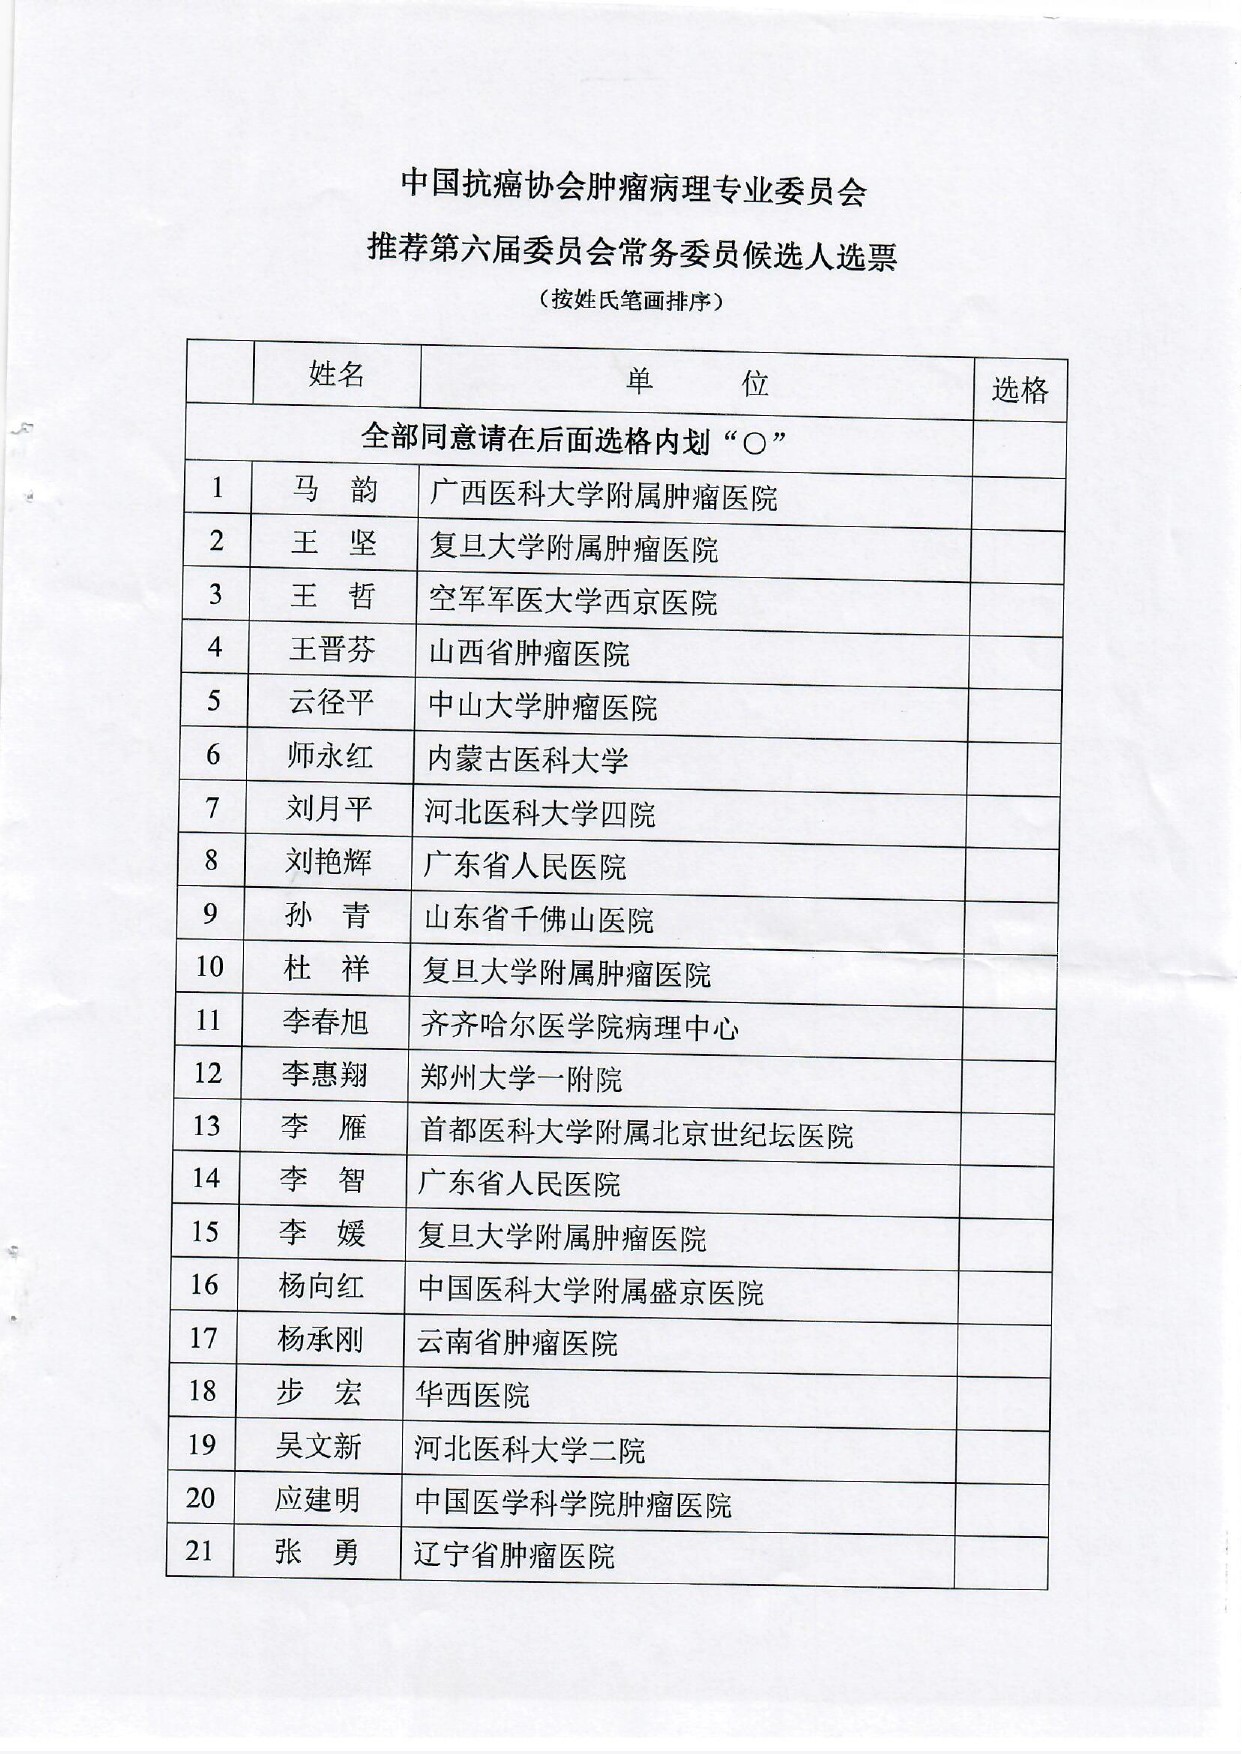 中国抗癌协会肿瘤病理专业委员会
推荐第六届委员会常务委员候选人选票
（按姓氏笔画排序）
姓名 单 位 选格
全部同意请在后面选格内划“○”
1 马 韵 广西医科大学附属肿瘤医院
2 王 坚 复旦大学附属肿瘤医院
3 王 哲 空军军医大学西京医院
4 王晋芬 山西省肿瘤医院
5 云径平 中山大学肿瘤医院
6 师永红 内蒙古医科大学
7 刘月平 河北医科大学四院
8 刘艳辉 广东省人民医院
9 孙 青 山东省千佛山医院
10 杜 祥 复旦大学附属肿瘤医院
11 李春旭 齐齐哈尔医学院病理中心
12 李惠翔 郑州大学一附院
13 李 雁 首都医科大学附属北京世纪坛医院
14 李 智 广东省人民医院
15 李 媛 复旦大学附属肿瘤医院
16 杨向红 中国医科大学附属盛京医院
17 杨承刚 云南省肿瘤医院
18 步 宏 华西医院
19 吴文新 河北医科大学二院
20 应建明 中国医学科学院肿瘤医院
21 张 勇 辽宁省肿瘤医院